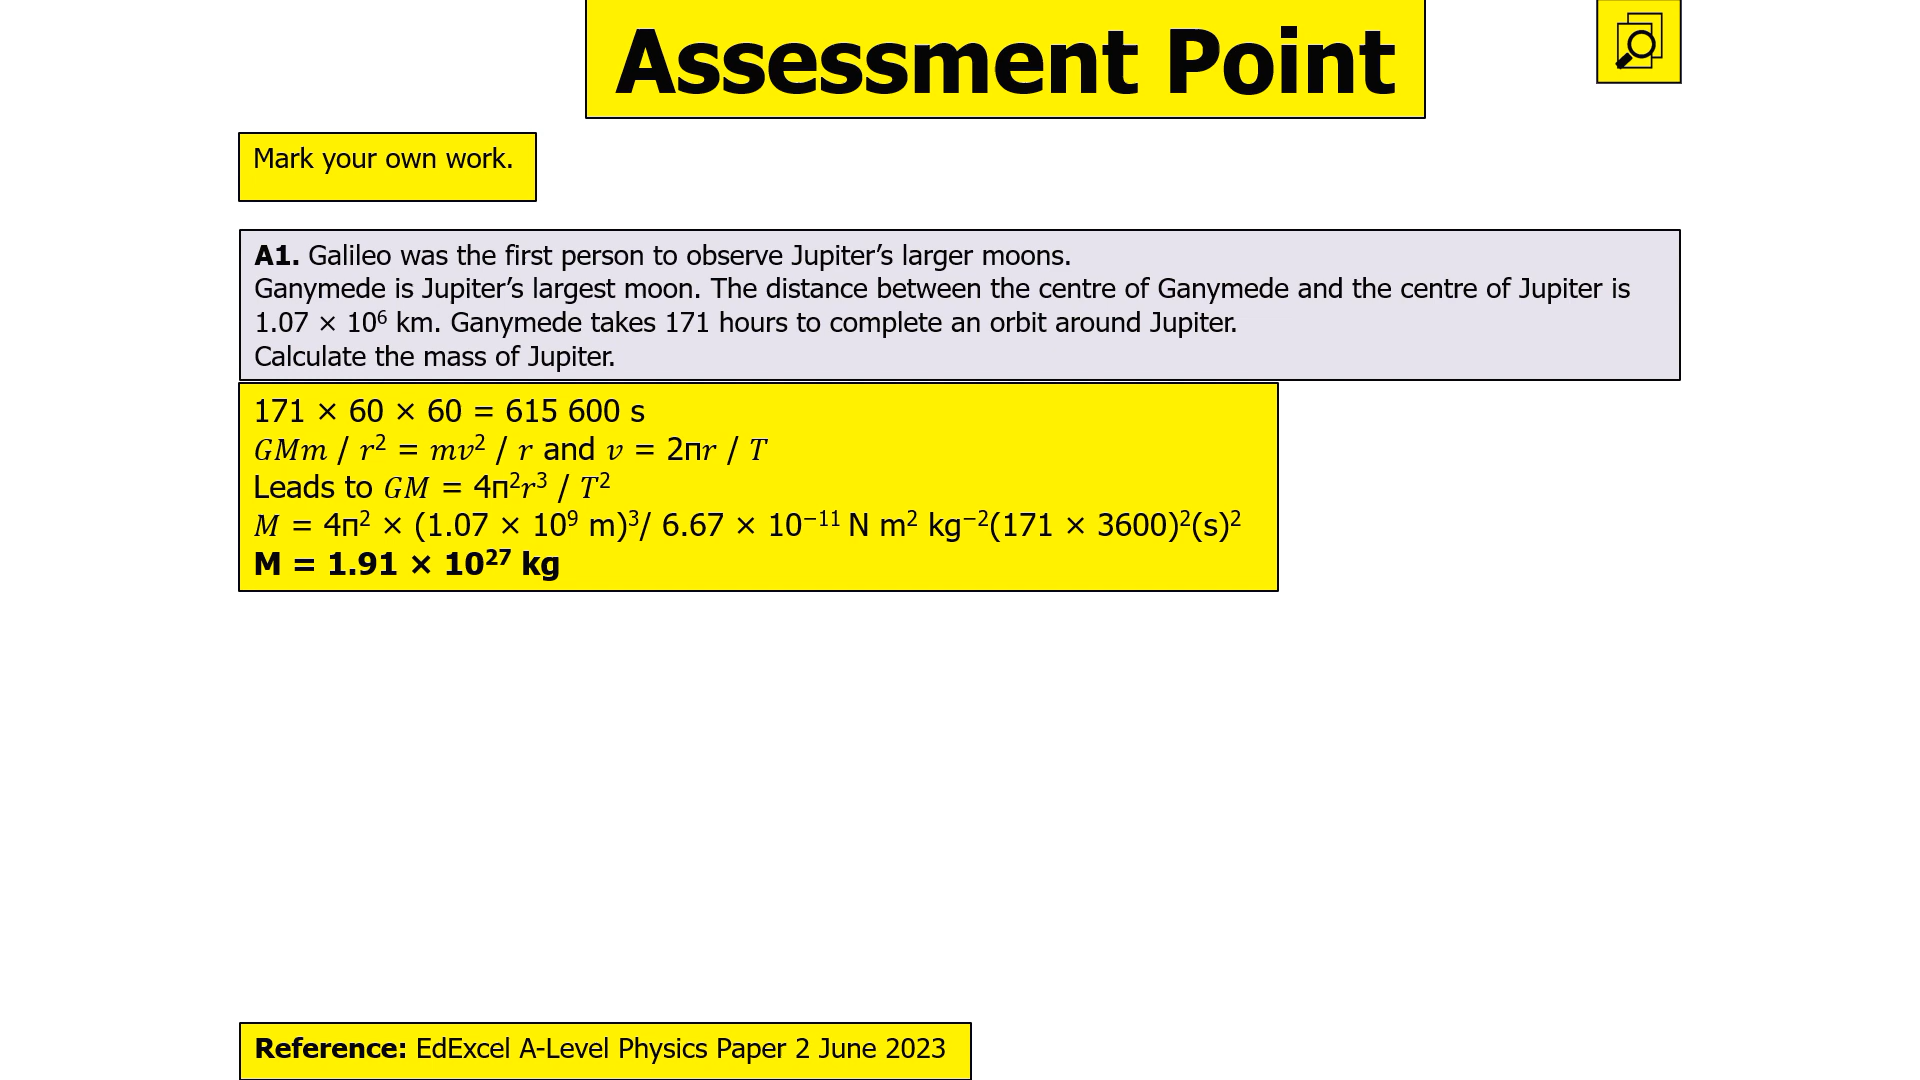 Assessment Point
Mark your own work.
A1. Galileo was the first person to observe Jupiter’s larger moons.
Ganymede is Jupiter’s largest moon. The distance between the centre of Ganymede and the centre of Jupiter is
1.07 × 10⁶ km. Ganymede takes 171 hours to complete an orbit around Jupiter.
Calculate the mass of Jupiter.
171 × 60 × 60 = 615 600 s
𝐺𝑀𝑚 / 𝑟² = 𝑚𝑣² / 𝑟 and 𝑣 = 2π𝑟 / 𝑇
Leads to 𝐺𝑀 = 4π²𝑟³ / 𝑇²
𝑀 = 4π² × (1.07 × 10⁹ m)³/ 6.67 × 10⁻¹¹ N m² kg⁻²(171 × 3600)²(s)²
M = 1.91 × 10²⁷ kg
Reference: EdExcel A-Level Physics Paper 2 June 2023